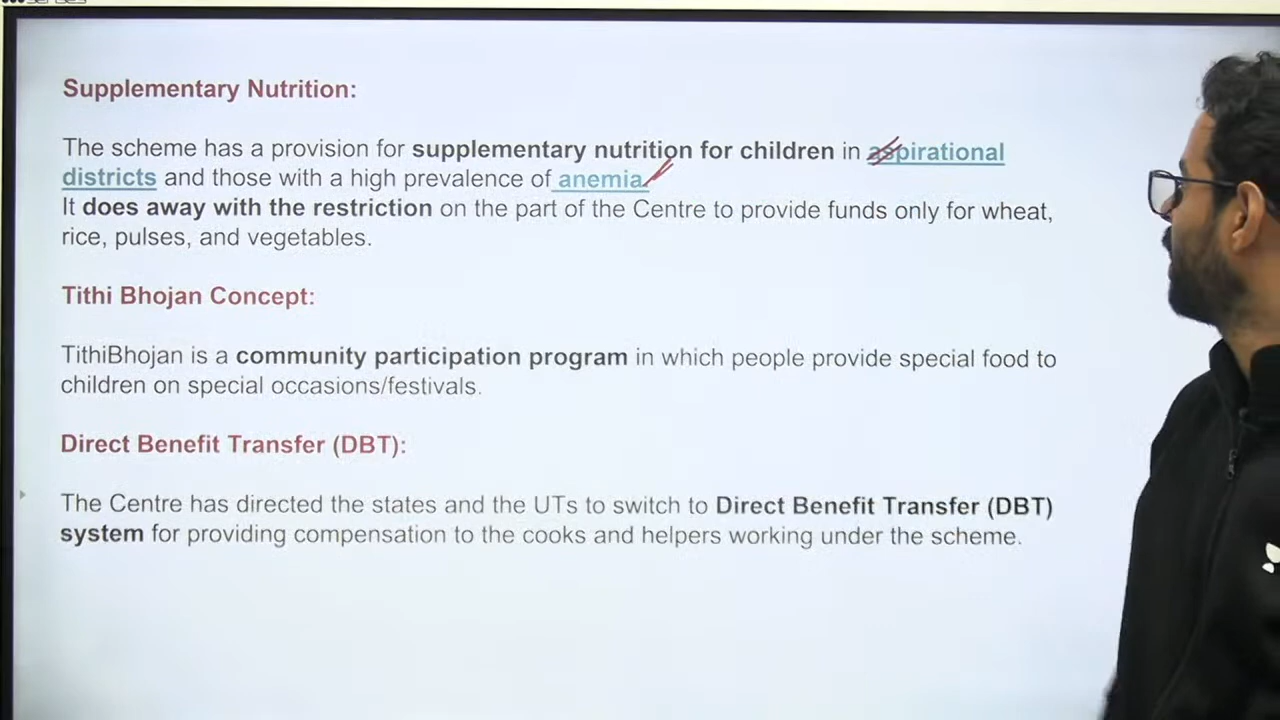 Supplementary Nutrition:
The scheme has a provision for supplementary nutrition for children in aspirational
districts and those with a high prevalence of anemia.
It does away with the restriction on the part of the Centre to provide funds only for wheat,
rice, pulses, and vegetables.
Tithi Bhojan Concept:
TithiBhojan is a community participation program in which people provide special food to
children on special occasions/festivals.
Direct Benefit Transfer (DBT):
The Centre has directed the states and the UTs to switch to Direct Benefit Transfer (DBT)
system for providing compensation to the cooks and helpers working under the scheme.